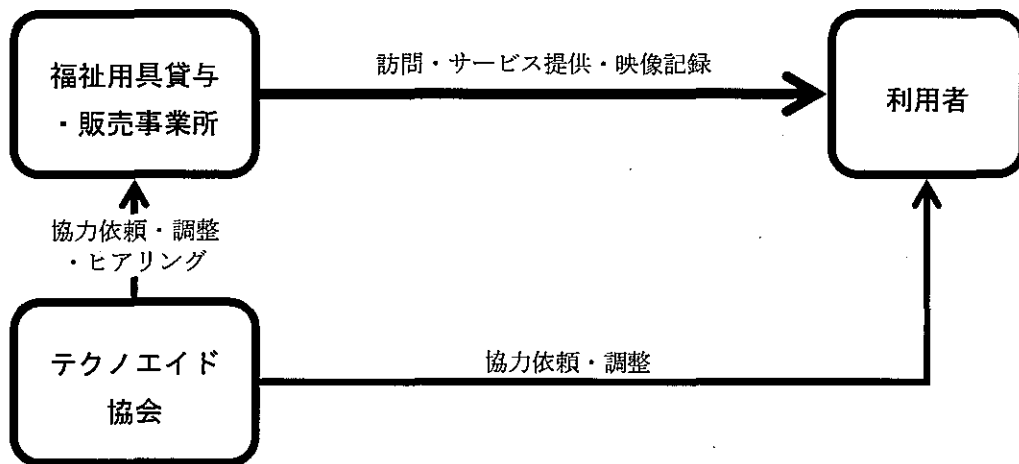 福祉用具貸与
・販売事業所
訪問・サービス提供・映像記録
利用者
協力依頼・調整
・ヒアリング
テクノエイド
協会
協力依頼・調整